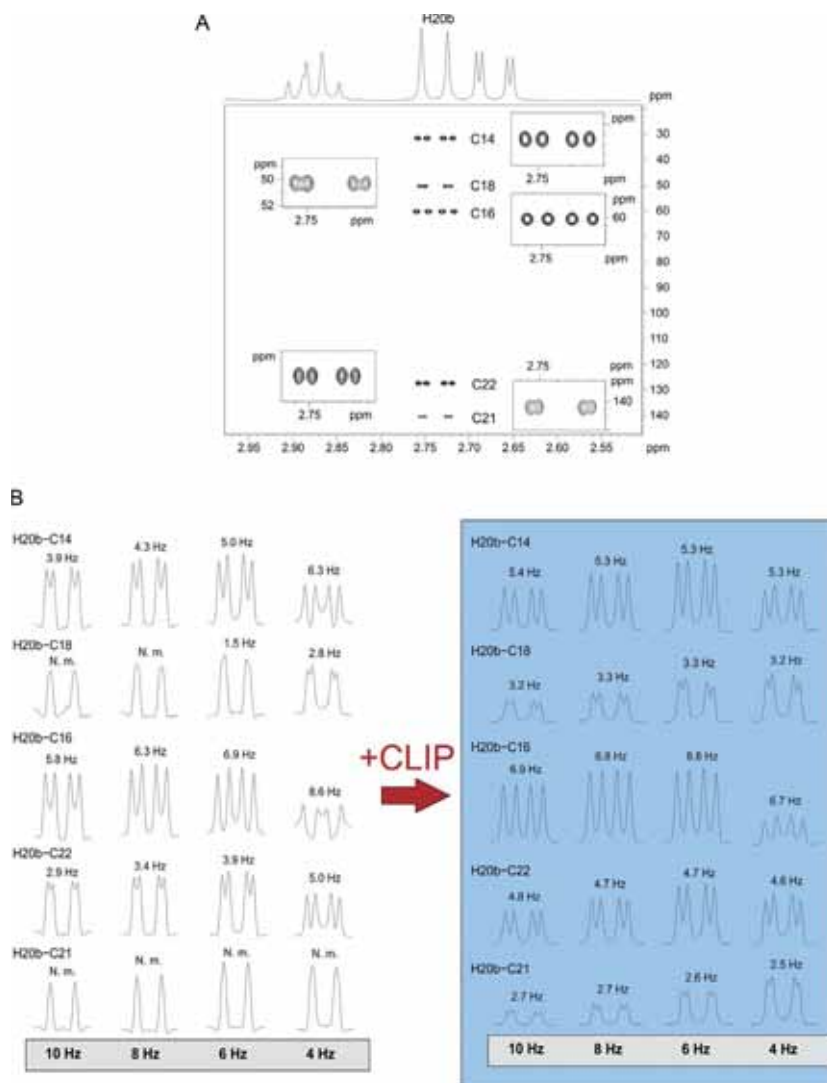 A
H20b
ppm
ppm
30
40
50
60
70
80
90
100
110
120
130
140
C14
C18
C16
C22
C21
ppm
2.75
ppm
ppm
50
52
2.75
ppm
ppm
60
2.75
ppm
ppm
2.75
ppm
2.75
ppm
ppm
140
2.95 2.90 2.85 2.80 2.75 2.70 2.65 2.60 2.55 ppm
B
H20b-C14
3.9 Hz 4.3 Hz 5.0 Hz 6.3 Hz
H20b-C18
N. m. N. m. 1.5 Hz 2.8 Hz
H20b-C16
5.8 Hz 6.3 Hz 6.9 Hz 8.6 Hz
H20b-C22
2.9 Hz 3.4 Hz 3.9 Hz 5.0 Hz
H20b-C21
N. m. N. m. N. m. N. m.
10 Hz 8 Hz 6 Hz 4 Hz
+CLIP
H20b-C14
5.4 Hz 5.3 Hz 5.3 Hz 5.3 Hz
H20b-C18
3.2 Hz 3.3 Hz 3.3 Hz 3.2 Hz
H20b-C16
6.9 Hz 6.8 Hz 6.8 Hz 6.7 Hz
H20b-C22
4.8 Hz 4.7 Hz 4.7 Hz 4.6 Hz
H20b-C21
2.7 Hz 2.7 Hz 2.6 Hz 2.5 Hz
10 Hz 8 Hz 6 Hz 4 Hz